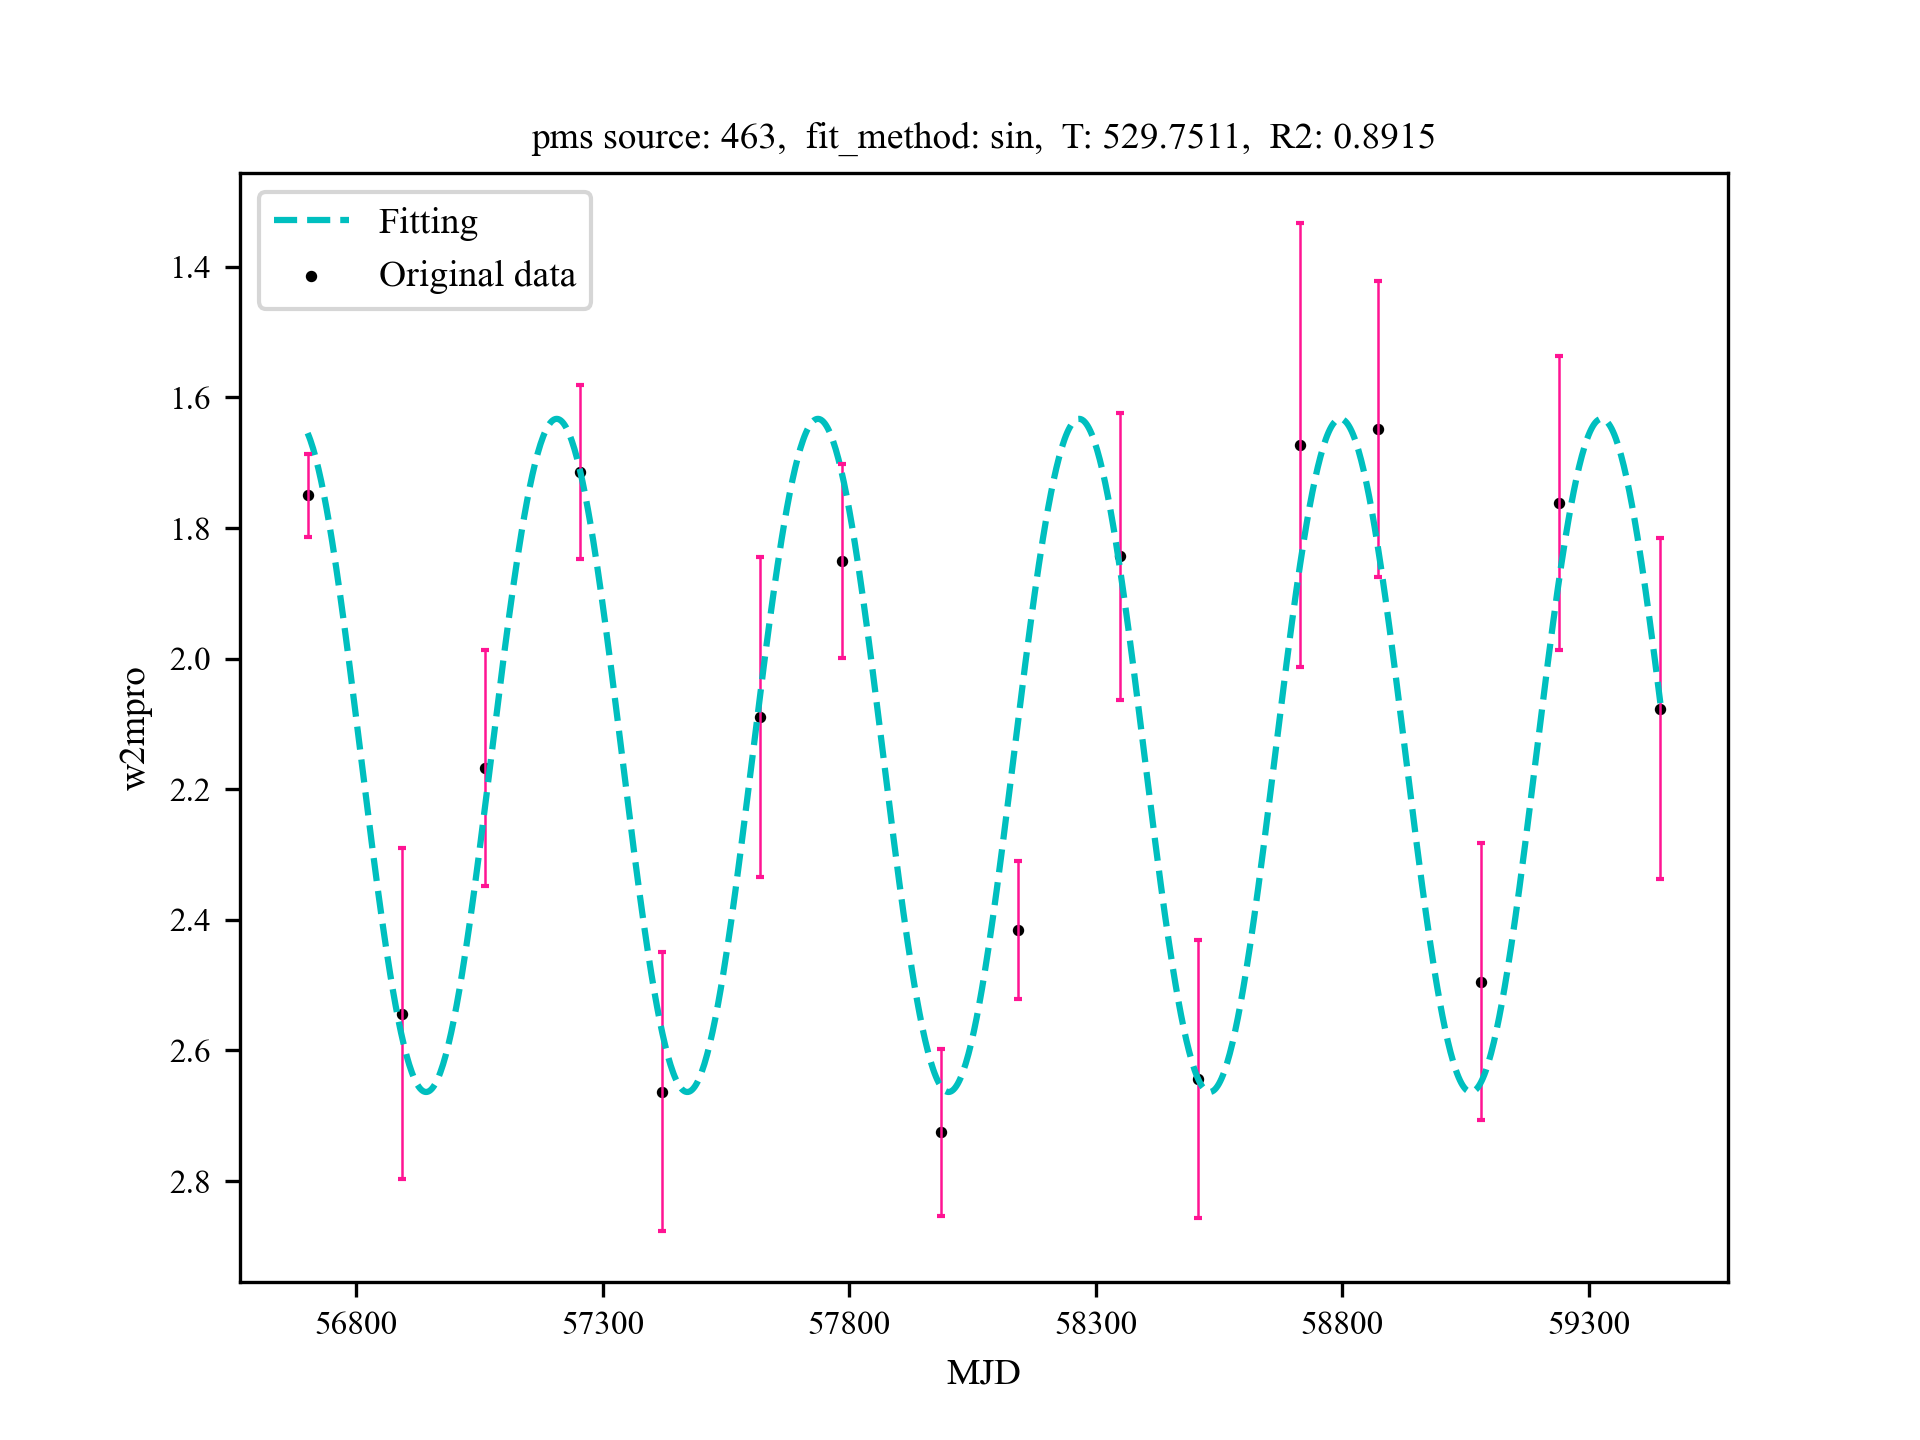 pms source: 463,  fit_method: sin,  T: 529.7511,  R2: 0.8915
Fitting
Original data
1.4
1.6
1.8
2.0
2.2
2.4
2.6
2.8
w2mpro
56800 57300 57800 58300 58800 59300
MJD